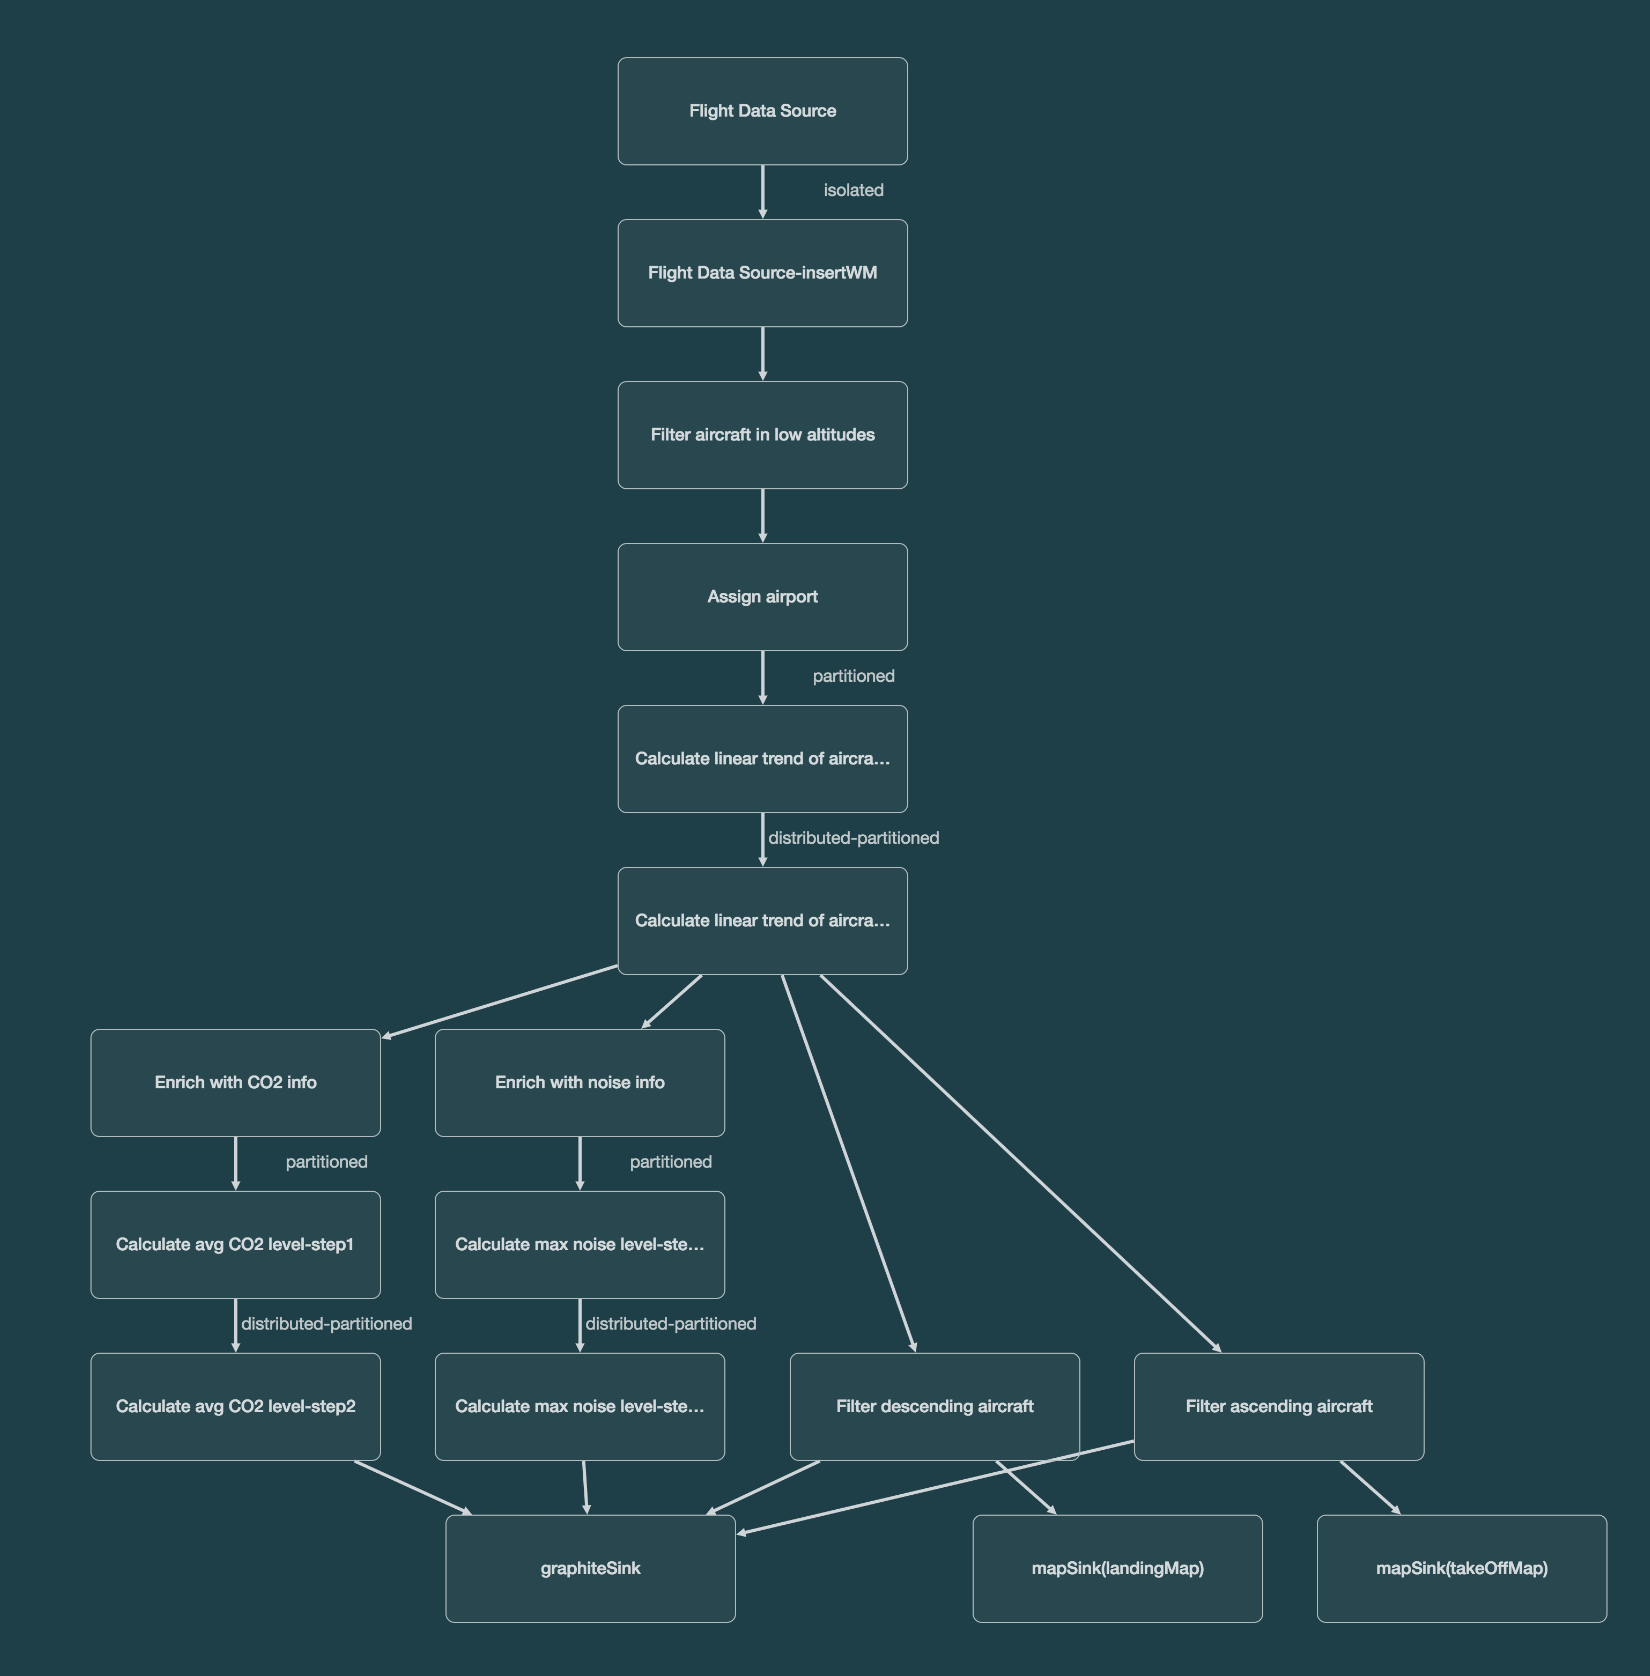 Flight Data Source
isolated
Flight Data Source-insertWM
Filter aircraft in low altitudes
Assign airport
partitioned
Calculate linear trend of aircra...
distributed-partitioned
Calculate linear trend of aircra...
Enrich with CO2 info
Enrich with noise info
partitioned
partitioned
Calculate avg CO2 level-step1
Calculate max noise level-ste...
distributed-partitioned
distributed-partitioned
Calculate avg CO2 level-step2
Calculate max noise level-ste...
Filter descending aircraft
Filter ascending aircraft
graphiteSink
mapSink(landingMap)
mapSink(takeOffMap)